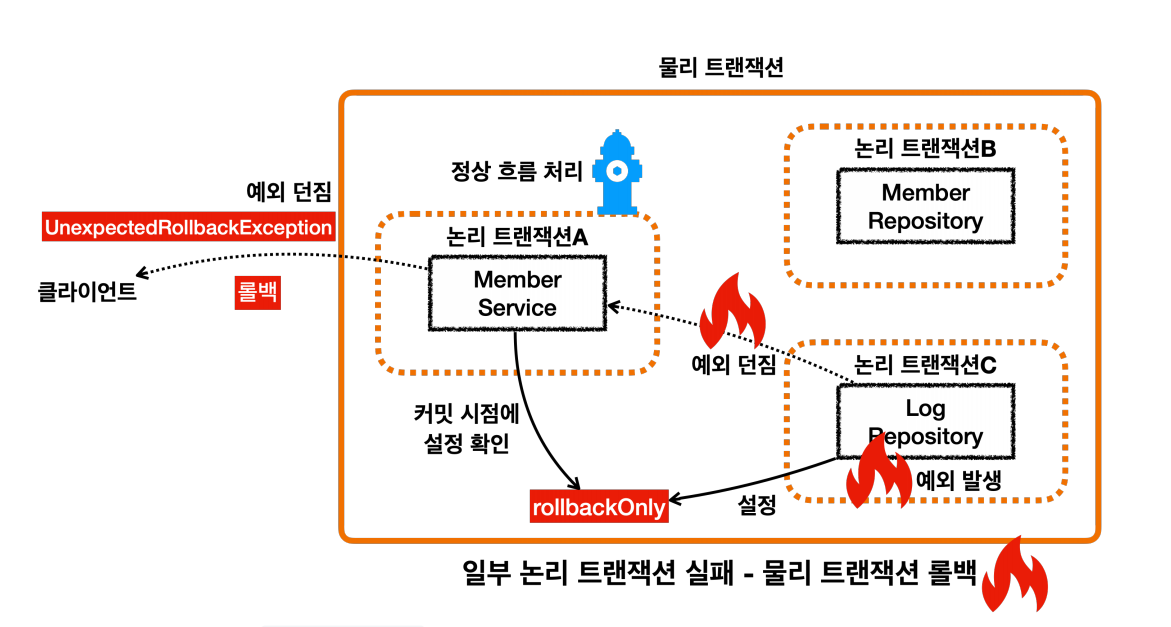 물리 트랜잭션
논리 트랜잭션B
Member
Repository
정상 흐름 처리
예외 던짐
UnexpectedRollbackException
논리 트랜잭션A
Member
Service
클라이언트
롤백
예외 던짐
논리 트랜잭션C
Log
Repository
예외 발생
커밋 시점에
설정 확인
rollbackOnly
설정
일부 논리 트랜잭션 실패 - 물리 트랜잭션 롤백